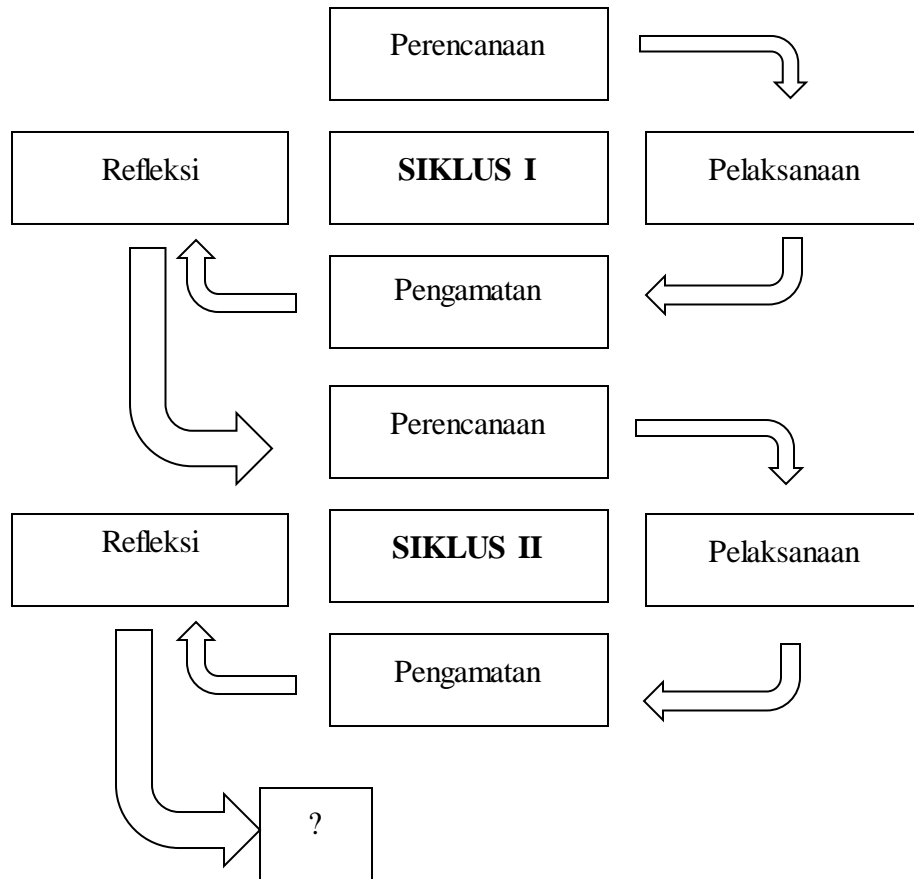 Perencanaan
Refleksi
SIKLUS I
Pelaksanaan
Pengamatan
Perencanaan
Refleksi
SIKLUS II
Pelaksanaan
Pengamatan
?